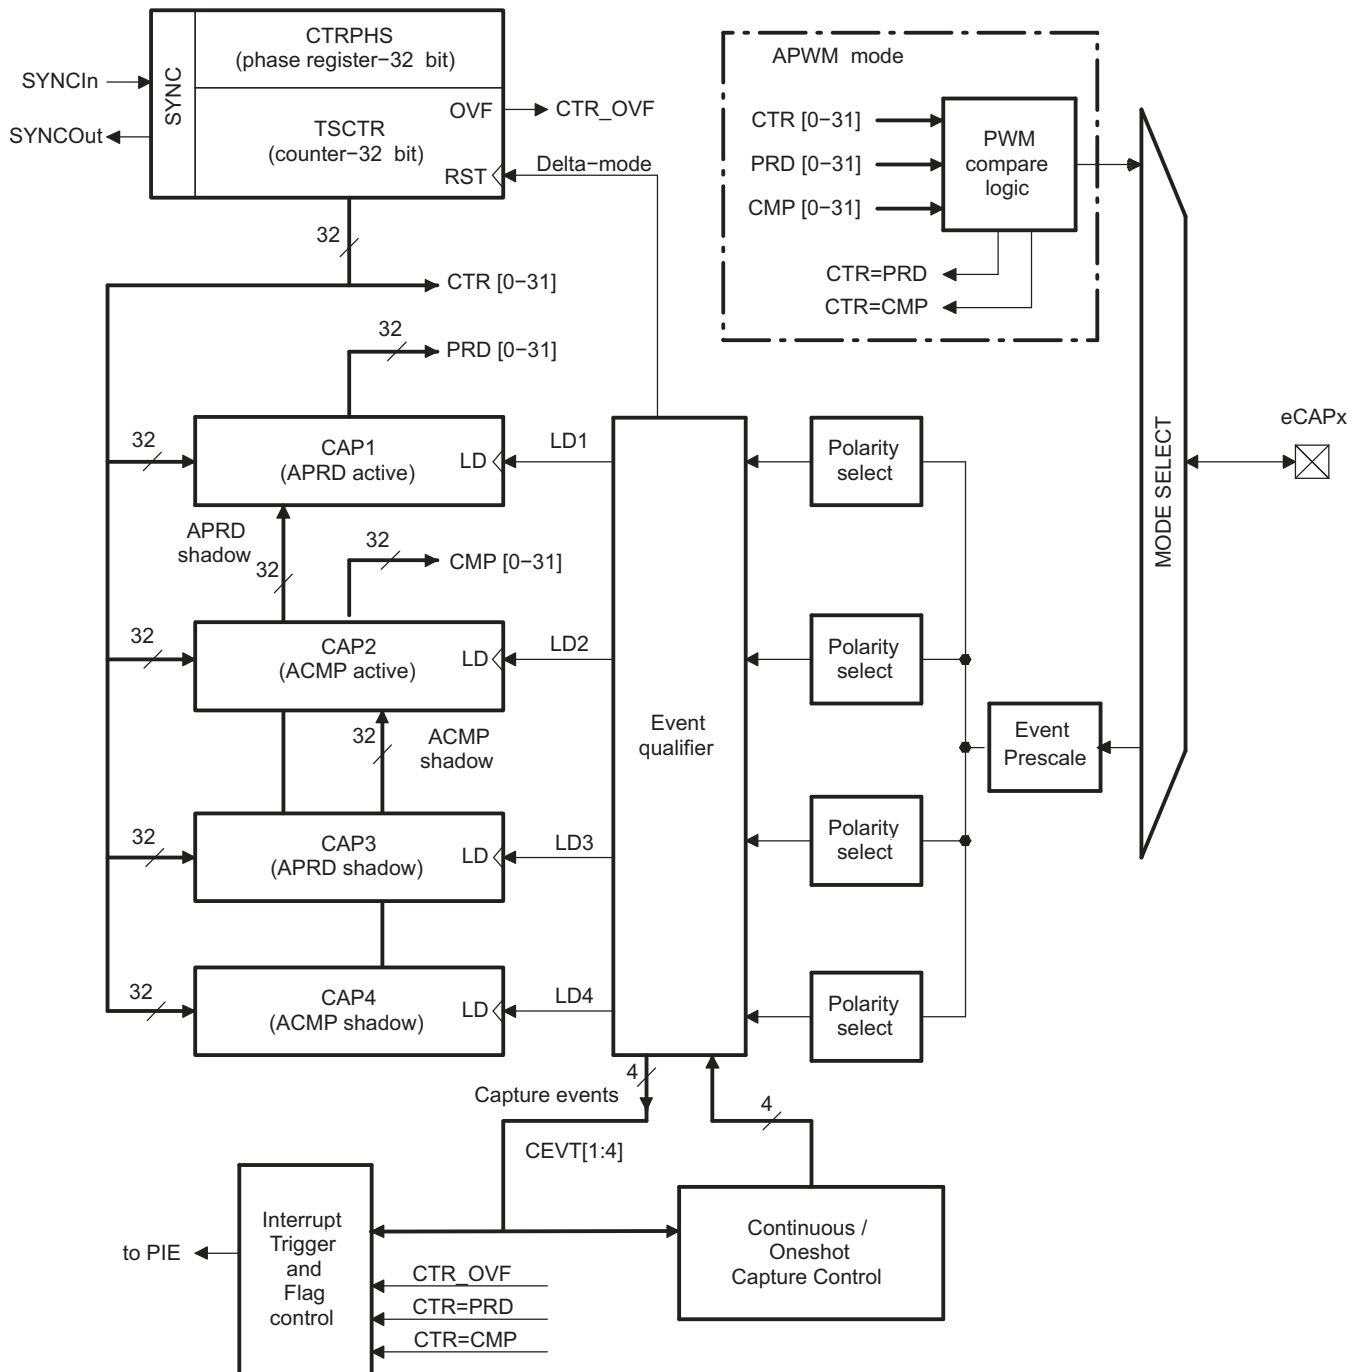 CTRPHS
(phase register−32 bit)
APWM mode
SYNCIn
SYNC
OVF
CTR_OVF
SYNCOut
TSCTR
(counter−32 bit)
RST
Delta−mode
CTR [0−31]
PRD [0−31]
CMP [0−31]
PWM
compare
logic
CTR=PRD
CTR=CMP
32
CTR [0−31]
32
PRD [0−31]
eCAPx
MODE SELECT
32
CAP1
(APRD active)
LD
LD1
Polarity
select
APRD
shadow
32
32
CMP [0−31]
32
CAP2
(ACMP active)
LD
LD2
Polarity
select
32
ACMP
shadow
Event
qualifier
Event
Prescale
32
CAP3
(APRD shadow)
LD
LD3
Polarity
select
32
CAP4
(ACMP shadow)
LD
LD4
Polarity
select
4
Capture events
4
CEVT[1:4]
to PIE
Interrupt
Trigger
and
Flag
control
CTR_OVF
CTR=PRD
CTR=CMP
Continuous /
Oneshot
Capture Control